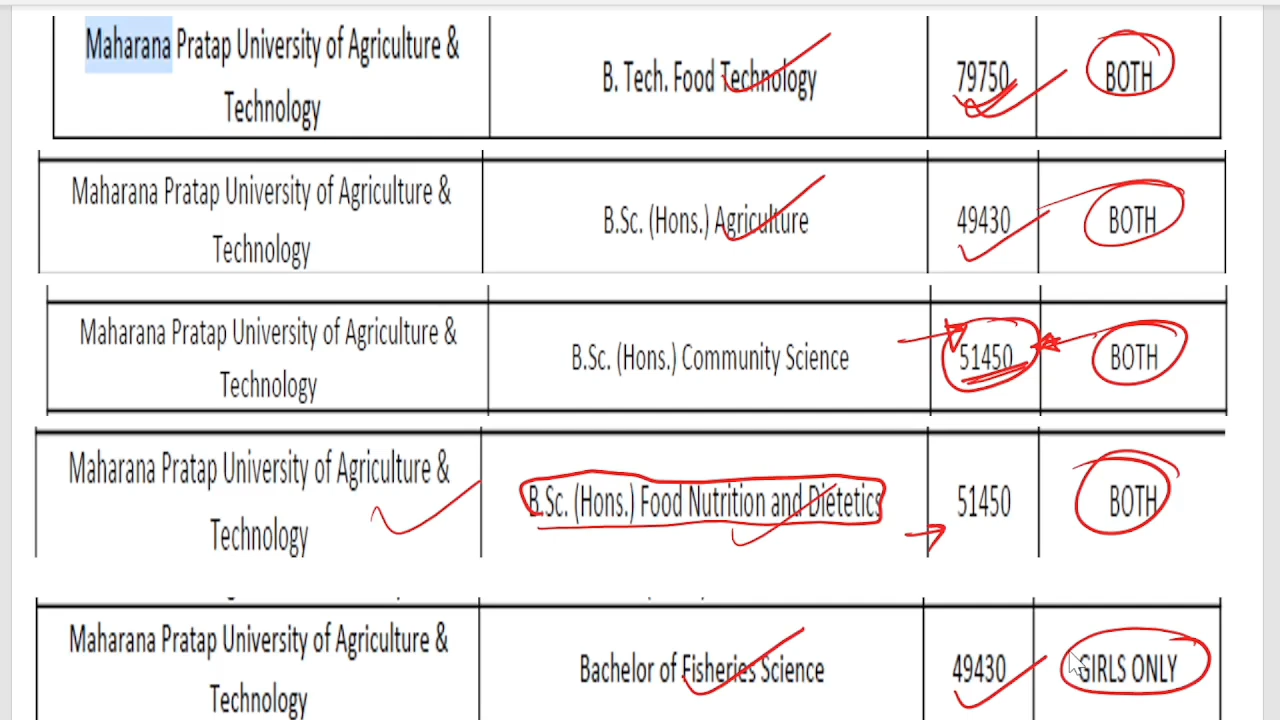 Maharana Pratap University of Agriculture &
Technology
B. Tech. Food Technology
79750
BOTH
Maharana Pratap University of Agriculture &
Technology
B.Sc. (Hons.) Agriculture
49430
BOTH
Maharana Pratap University of Agriculture &
Technology
B.Sc. (Hons.) Community Science
51450
BOTH
Maharana Pratap University of Agriculture &
Technology
B.Sc. (Hons.) Food Nutrition and Dietetics
51450
BOTH
Maharana Pratap University of Agriculture &
Technology
Bachelor of Fisheries Science
49430
GIRLS ONLY